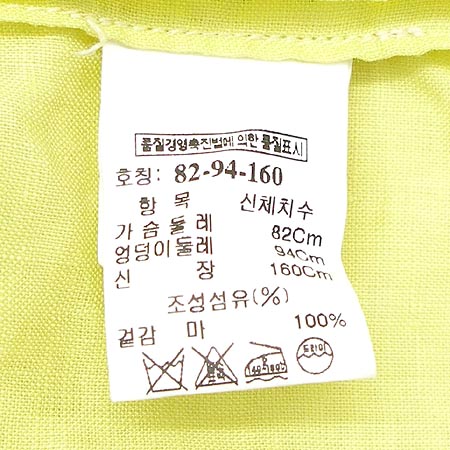 품질경영촉진법에 의한 품질표시
호칭: 82-94-160
항 목 신체치수
가슴둘레 82Cm
엉덩이둘레 94Cm
신 장 160Cm
조성섬유(%)
겉감 마 100%
140~160℃ 드라이